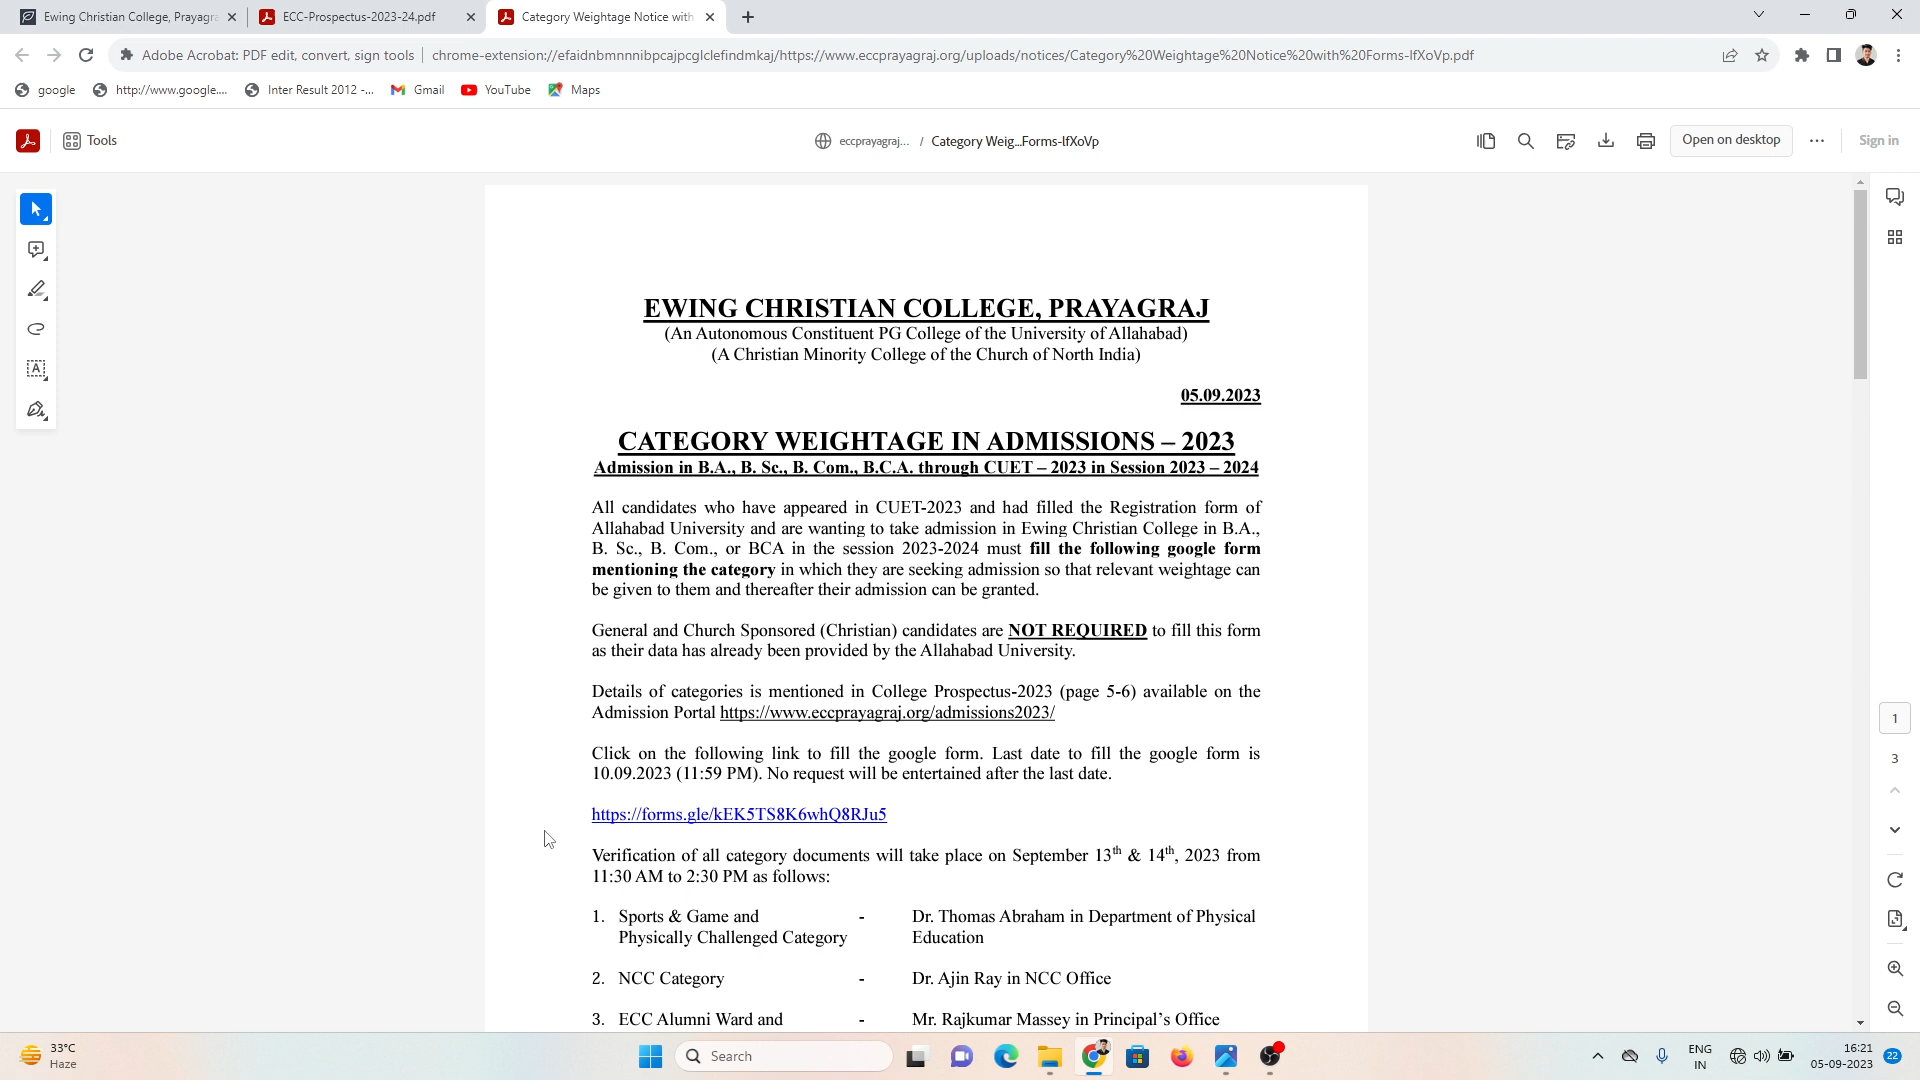 Ewing Christian College, Prayagra
ECC-Prospectus-2023-24.pdf
Category Weightage Notice with
Adobe Acrobat: PDF edit, convert, sign tools
chrome-extension://efaidnbmnnnibpcajpcglclefindmkaj/https://www.eccprayagraj.org/uploads/notices/Category%20Weightage%20Notice%20with%20Forms-IfXoVp.pdf
google
http://www.google....
Inter Result 2012 -...
Gmail
YouTube
Maps
Tools
eccprayagraj... / Category Weig...Forms-IfXoVp
Open on desktop
Sign in
EWING CHRISTIAN COLLEGE, PRAYAGRAJ
(An Autonomous Constituent PG College of the University of Allahabad)
(A Christian Minority College of the Church of North India)
05.09.2023
CATEGORY WEIGHTAGE IN ADMISSIONS – 2023
Admission in B.A., B. Sc., B. Com., B.C.A. through CUET – 2023 in Session 2023 – 2024
All candidates who have appeared in CUET-2023 and had filled the Registration form of
Allahabad University and are wanting to take admission in Ewing Christian College in B.A.,
B. Sc., B. Com., or BCA in the session 2023-2024 must fill the following google form
mentioning the category in which they are seeking admission so that relevant weightage can
be given to them and thereafter their admission can be granted.
General and Church Sponsored (Christian) candidates are NOT REQUIRED to fill this form
as their data has already been provided by the Allahabad University.
Details of categories is mentioned in College Prospectus-2023 (page 5-6) available on the
Admission Portal https://www.eccprayagraj.org/admissions2023/
Click on the following link to fill the google form. Last date to fill the google form is
10.09.2023 (11:59 PM). No request will be entertained after the last date.
https://forms.gle/kEK5TS8K6whQ8RJu5
Verification of all category documents will take place on September 13th & 14th, 2023 from
11:30 AM to 2:30 PM as follows:
1. Sports & Game and - Dr. Thomas Abraham in Department of Physical
Physically Challenged Category Education
2. NCC Category - Dr. Ajin Ray in NCC Office
3. ECC Alumni Ward and - Mr. Rajkumar Massey in Principal's Office
1
3
33°C
Haze
Search
ENG
IN
16:21
05-09-2023
22